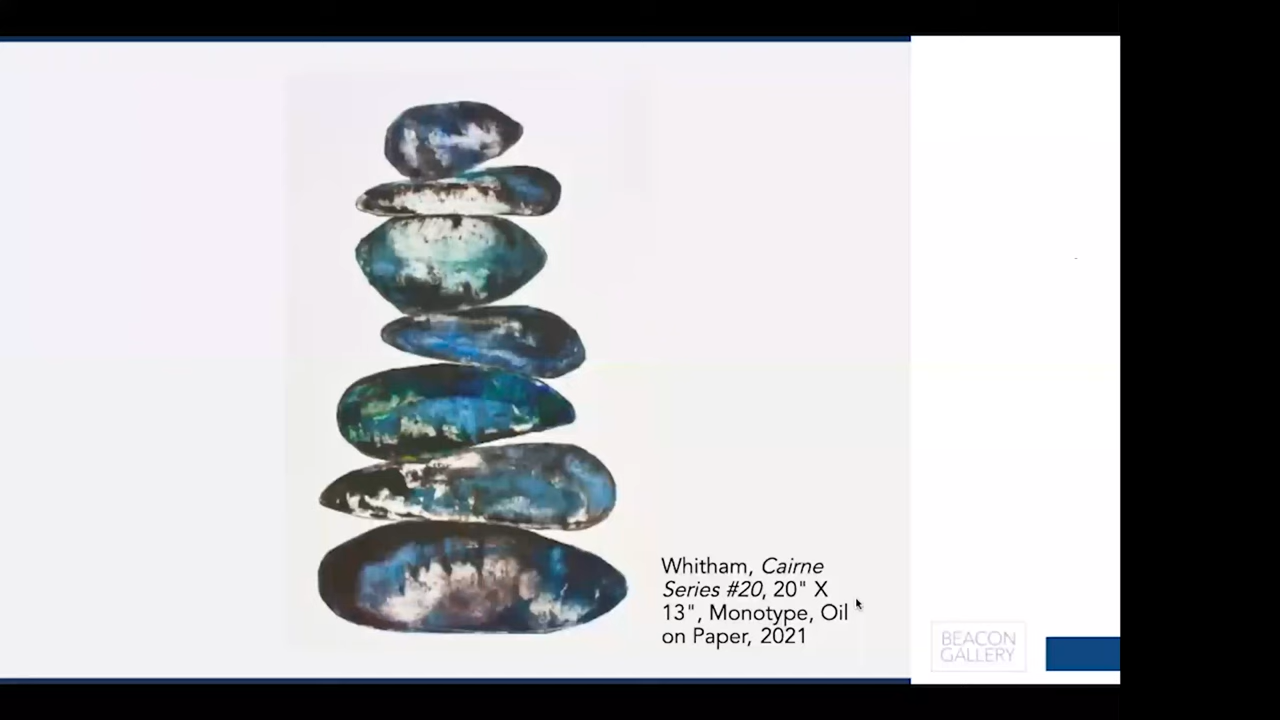 Whitham, Cairne
Series #20, 20" X
13", Monotype, Oil
on Paper, 2021
BEACON
GALLERY